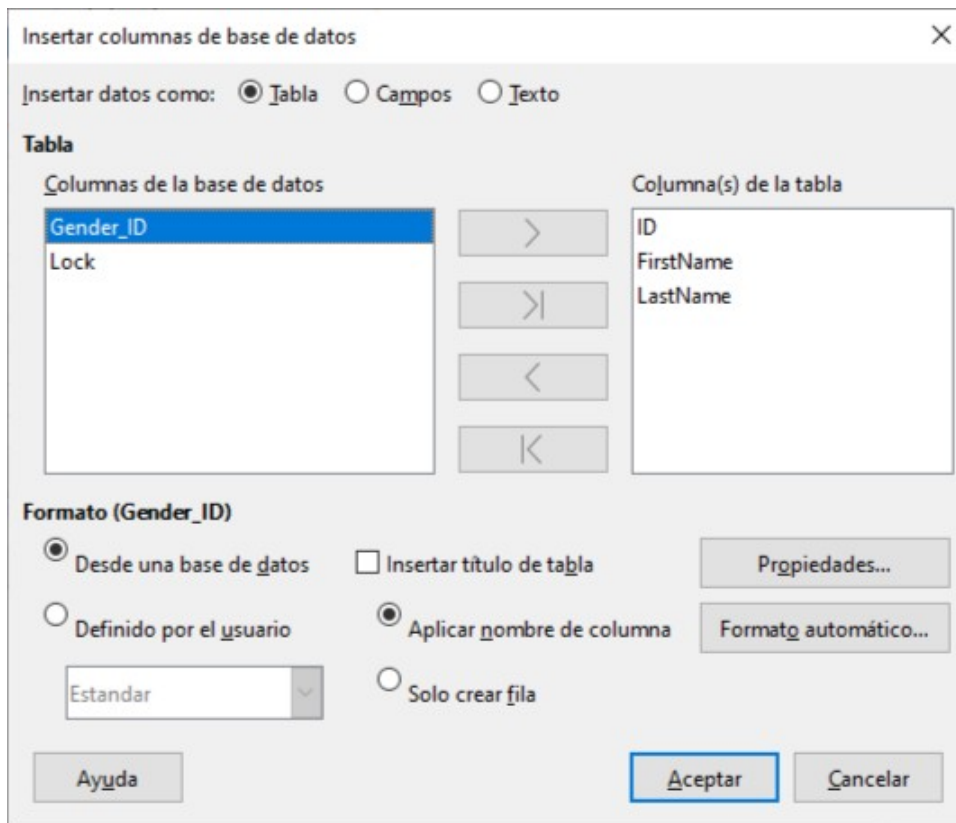 Insertar columnas de base de datos
Insertar datos como: Tabla Campos Texto
Tabla
Columnas de la base de datos
Columna(s) de la tabla
Gender_ID
Lock
>
>|
<
|<
ID
FirstName
LastName
Formato (Gender_ID)
Desde una base de datos
Insertar título de tabla
Propiedades...
Definido por el usuario
Aplicar nombre de columna
Formato automático...
Estandar
Solo crear fila
Ayuda
Aceptar
Cancelar